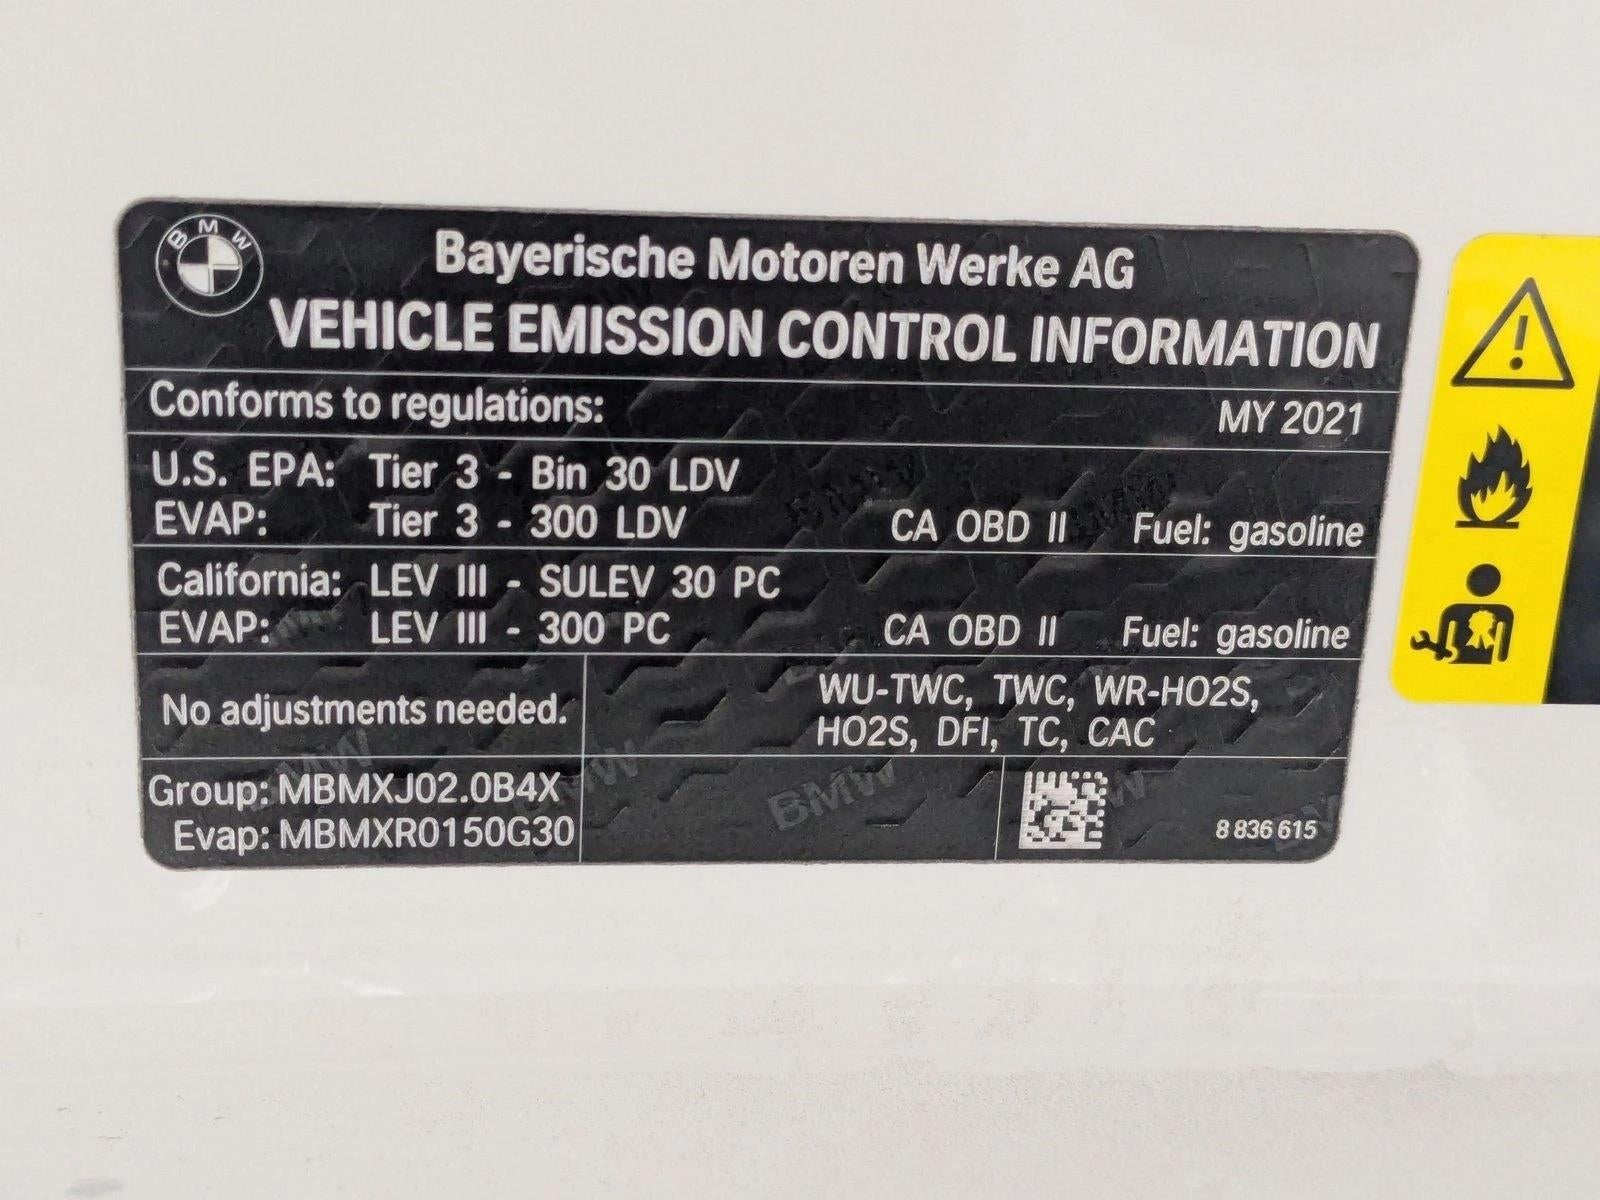 BMW
Bayerische Motoren Werke AG
VEHICLE EMISSION CONTROL INFORMATION
Conforms to regulations: MY 2021
U.S. EPA: Tier 3 - Bin 30 LDV
EVAP: Tier 3 - 300 LDV CA OBD II Fuel: gasoline
California: LEV III - SULEV 30 PC
EVAP: LEV III - 300 PC CA OBD II Fuel: gasoline
No adjustments needed.
WU-TWC, TWC, WR-HO2S,
HO2S, DFI, TC, CAC
Group: MBMXJ02.0B4X
Evap: MBMXR0150G30
8 836 615